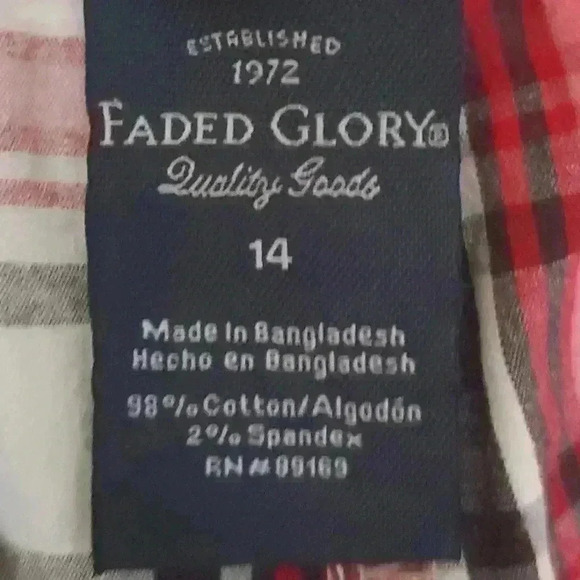 ESTABLISHED
1972
FADED GLORY®
Quality Goods
14
Made In Bangladesh
Hecho en Bangladesh
98% Cotton/Algodón
2% Spandex
RN# 89169